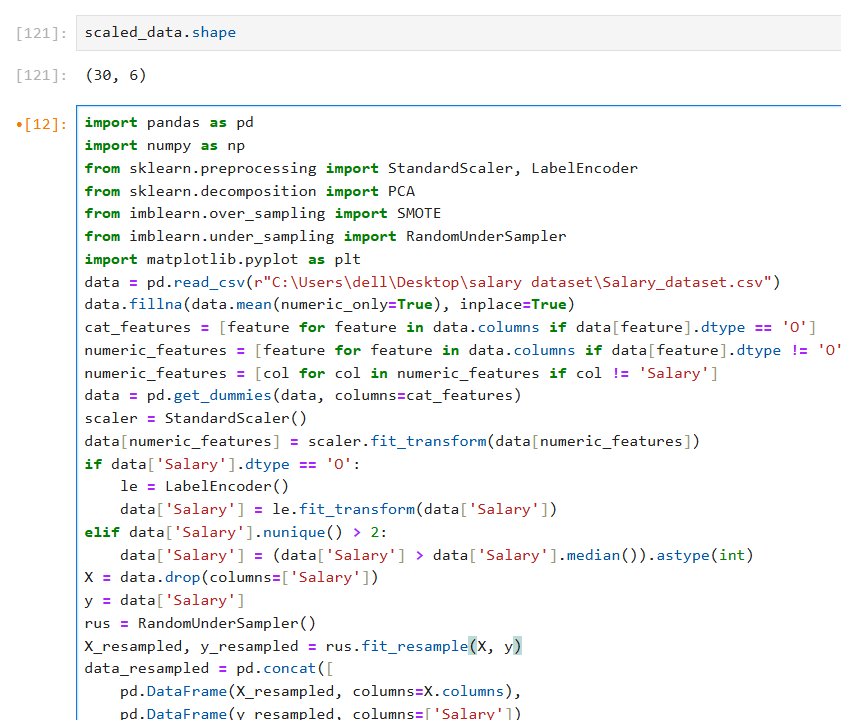 [121]: scaled_data.shape
[121]: (30, 6)
•[12]: import pandas as pd
import numpy as np
from sklearn.preprocessing import StandardScaler, LabelEncoder
from sklearn.decomposition import PCA
from imblearn.over_sampling import SMOTE
from imblearn.under_sampling import RandomUnderSampler
import matplotlib.pyplot as plt
data = pd.read_csv(r"C:\Users\dell\Desktop\salary dataset\Salary_dataset.csv")
data.fillna(data.mean(numeric_only=True), inplace=True)
cat_features = [feature for feature in data.columns if data[feature].dtype == 'O']
numeric_features = [feature for feature in data.columns if data[feature].dtype != 'O'
numeric_features = [col for col in numeric_features if col != 'Salary']
data = pd.get_dummies(data, columns=cat_features)
scaler = StandardScaler()
data[numeric_features] = scaler.fit_transform(data[numeric_features])
if data['Salary'].dtype == 'O':
    le = LabelEncoder()
    data['Salary'] = le.fit_transform(data['Salary'])
elif data['Salary'].nunique() > 2:
    data['Salary'] = (data['Salary'] > data['Salary'].median()).astype(int)
X = data.drop(columns=['Salary'])
y = data['Salary']
rus = RandomUnderSampler()
X_resampled, y_resampled = rus.fit_resample(X, y)
data_resampled = pd.concat([
    pd.DataFrame(X_resampled, columns=X.columns),
    pd.DataFrame(y_resampled, columns=['Salary'])